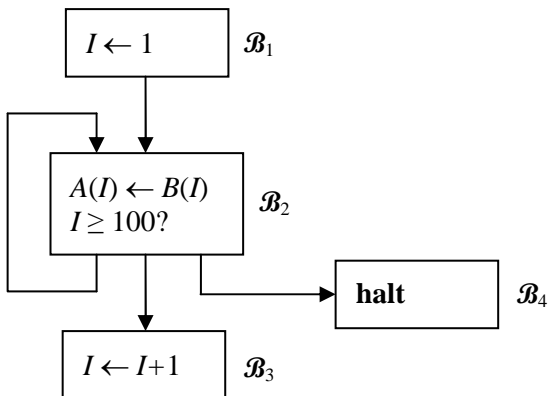 I ← 1 ℬ₁
A(I) ← B(I)
I ≥ 100?
ℬ₂
halt ℬ₄
I ← I+1 ℬ₃